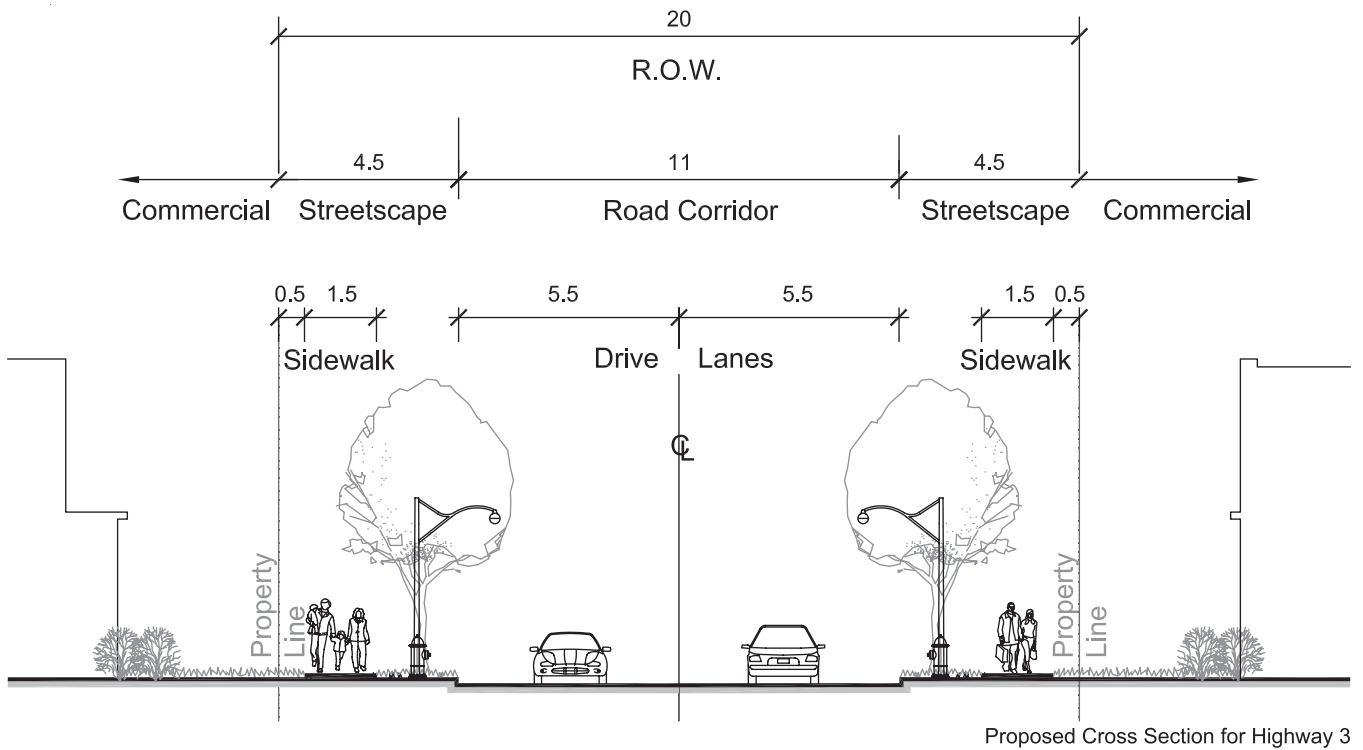 20
R.O.W.
4.5 11 4.5
Commercial Streetscape Road Corridor Streetscape Commercial
0.5 1.5 5.5 5.5 1.5 0.5
Sidewalk Drive Lanes Sidewalk
℄
Property
Line
Property
Line
Proposed Cross Section for Highway 3